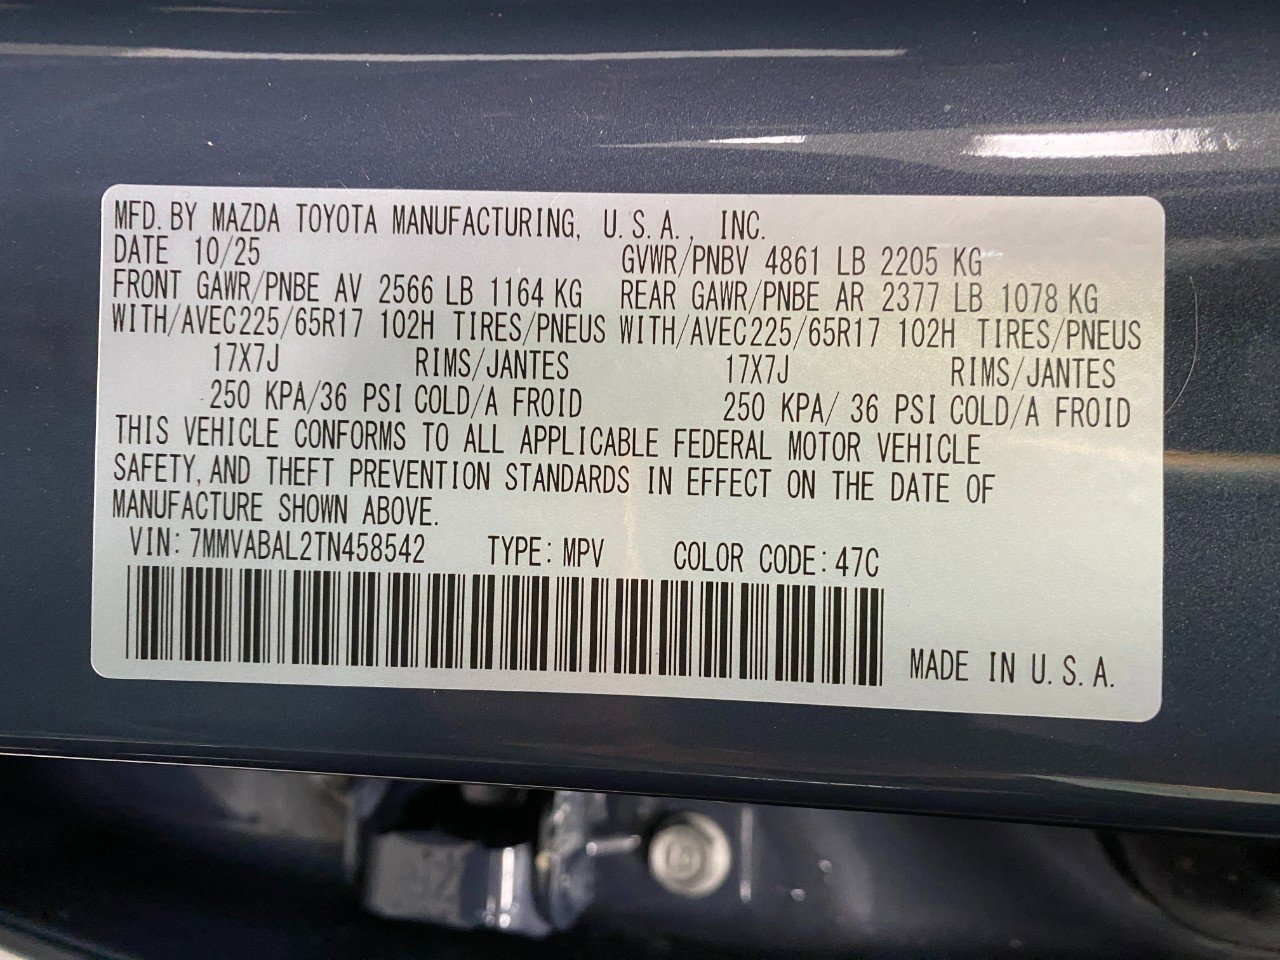 MFD. BY MAZDA TOYOTA MANUFACTURING, U.S.A., INC.
DATE 10/25 GVWR/PNBV 4861 LB 2205 KG
FRONT GAWR/PNBE AV 2566 LB 1164 KG REAR GAWR/PNBE AR 2377 LB 1078 KG
WITH/AVEC225/65R17 102H TIRES/PNEUS WITH/AVEC225/65R17 102H TIRES/PNEUS
17X7J RIMS/JANTES 17X7J RIMS/JANTES
250 KPA/36 PSI COLD/A FROID 250 KPA/ 36 PSI COLD/A FROID
THIS VEHICLE CONFORMS TO ALL APPLICABLE FEDERAL MOTOR VEHICLE
SAFETY, AND THEFT PREVENTION STANDARDS IN EFFECT ON THE DATE OF
MANUFACTURE SHOWN ABOVE.
VIN: 7MMVABAL2TN458542 TYPE: MPV COLOR CODE: 47C
MADE IN U.S.A.